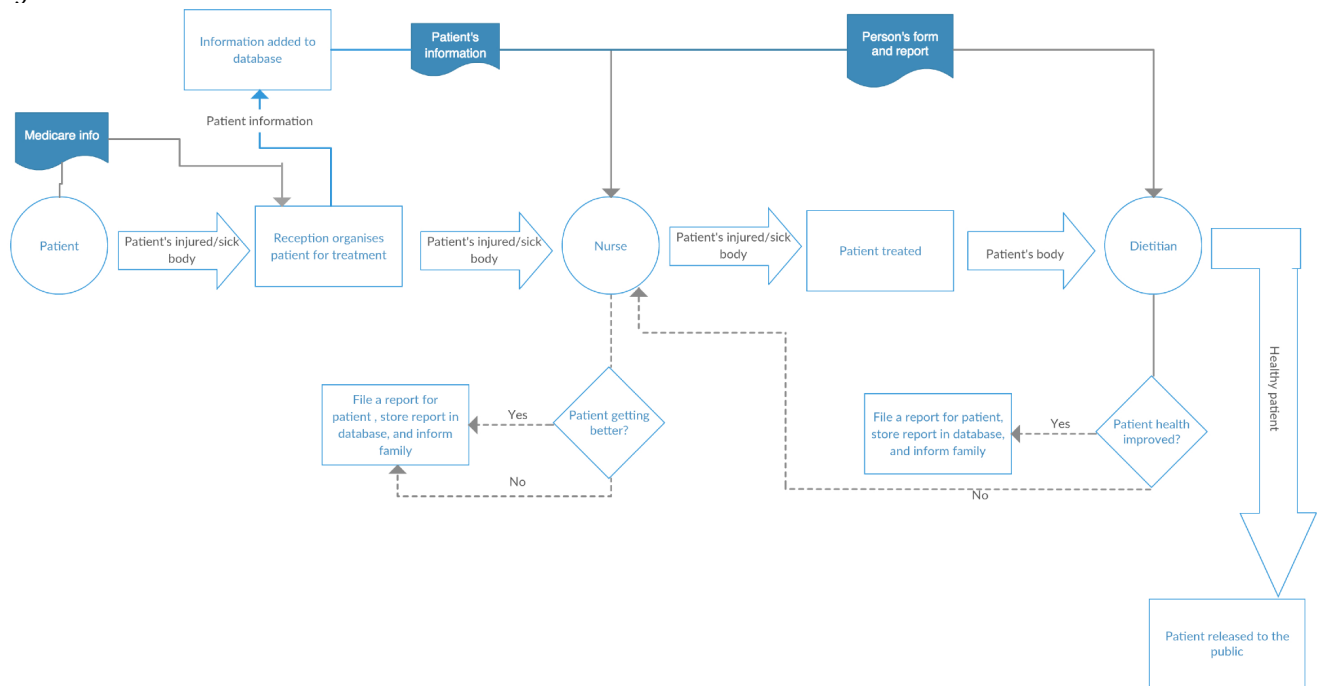 Information added to
database
Patient's
information
Person's form
and report
Patient information
Medicare info
Patient
Patient's injured/sick
body
Reception organises
patient for treatment
Patient's injured/sick
body
Nurse
Patient's injured/sick
body
Patient treated
Patient's body
Dietitian
Healthy patient
File a report for
patient , store report in
database, and inform
family
Yes
Patient getting
better?
No
File a report for patient,
store report in database,
and inform family
Yes
Patient health
improved?
No
Patient released to the
public